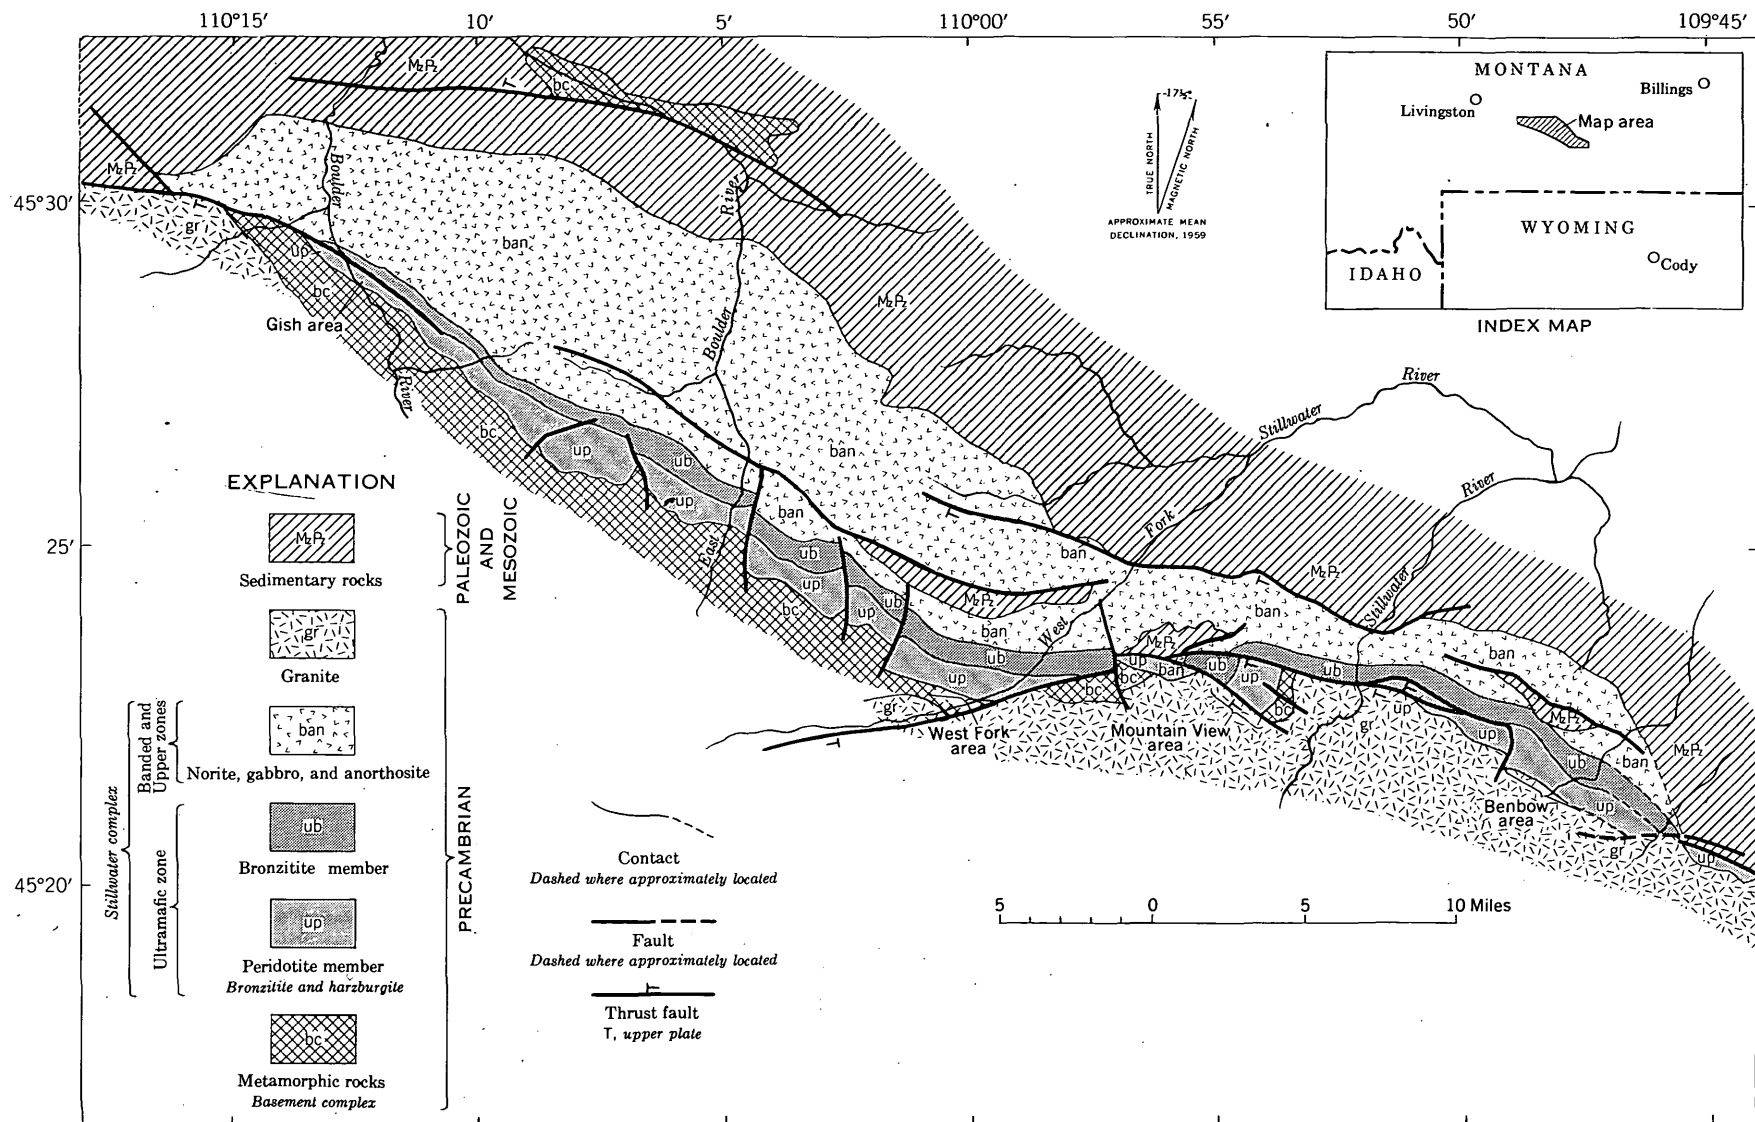 110°15′ 10′ 5′ 110°00′ 55′ 50′ 109°45′
45°30′
25′
45°20′
MzPz
bc
MzPz
Boulder
River
gr
up
bc
ban
Gish area
River
Boulder
MzPz
TRUE NORTH
MAGNETIC NORTH
17½°
APPROXIMATE MEAN
DECLINATION, 1959
MONTANA
Billings
Livingston
Map area
WYOMING
IDAHO
Cody
INDEX MAP
River
Stillwater
River
bc
up
ub
up
ban
ban
East
ub
up
bc
up
ub
ban
Fork
MzPz
ban
West
ub
up
gr
bc
West Fork
area
MzPz
up
bc
ban
ub
up
bc
Mountain View
area
ban
MzPz
Stillwater
ub
gr
up
ban
MzPz
up
ub
ban
MzPz
Benbow
area
up
gr
up
T
T
T
T
T
T
T
T
EXPLANATION
MzPz
Sedimentary rocks
PALEOZOIC
AND
MESOZOIC
gr
Granite
ban
Norite, gabbro, and anorthosite
Banded and
Upper zones
ub
Bronzitite member
up
Peridotite member
Bronzitite and harzburgite
Ultramafic zone
Stillwater complex
bc
Metamorphic rocks
Basement complex
PRECAMBRIAN
Contact
Dashed where approximately located
Fault
Dashed where approximately located
T
Thrust fault
T, upper plate
5 0 5 10 Miles